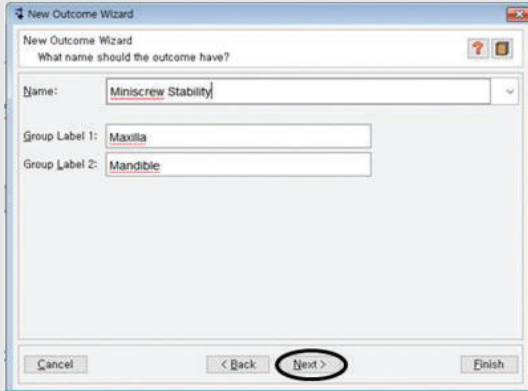 New Outcome Wizard
New Outcome Wizard
What name should the outcome have?
Name: Miniscrew Stability
Group Label 1: Maxilla
Group Label 2: Mandible
Cancel < Back Next > Finish